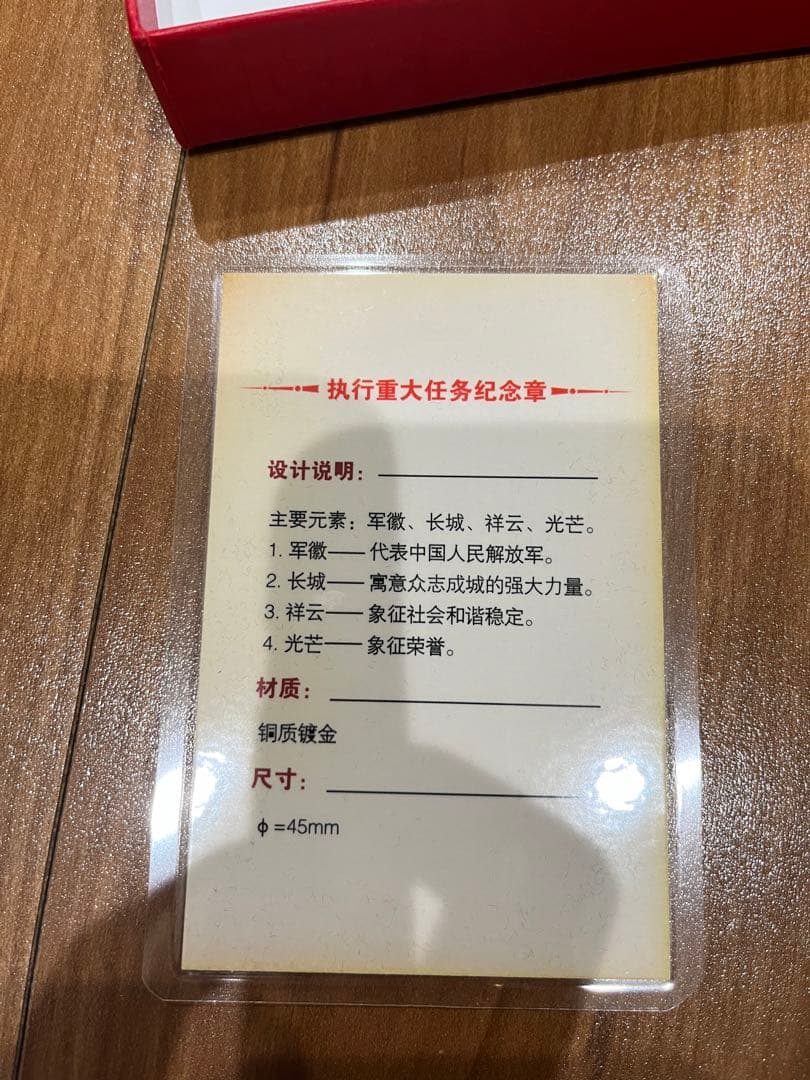 执行重大任务纪念章
设计说明：
主要元素：军徽、长城、祥云、光芒。
1. 军徽——代表中国人民解放军。
2. 长城——寓意众志成城的强大力量。
3. 祥云——象征社会和谐稳定。
4. 光芒——象征荣誉。
材质：
铜质镀金
尺寸：
ф=45mm